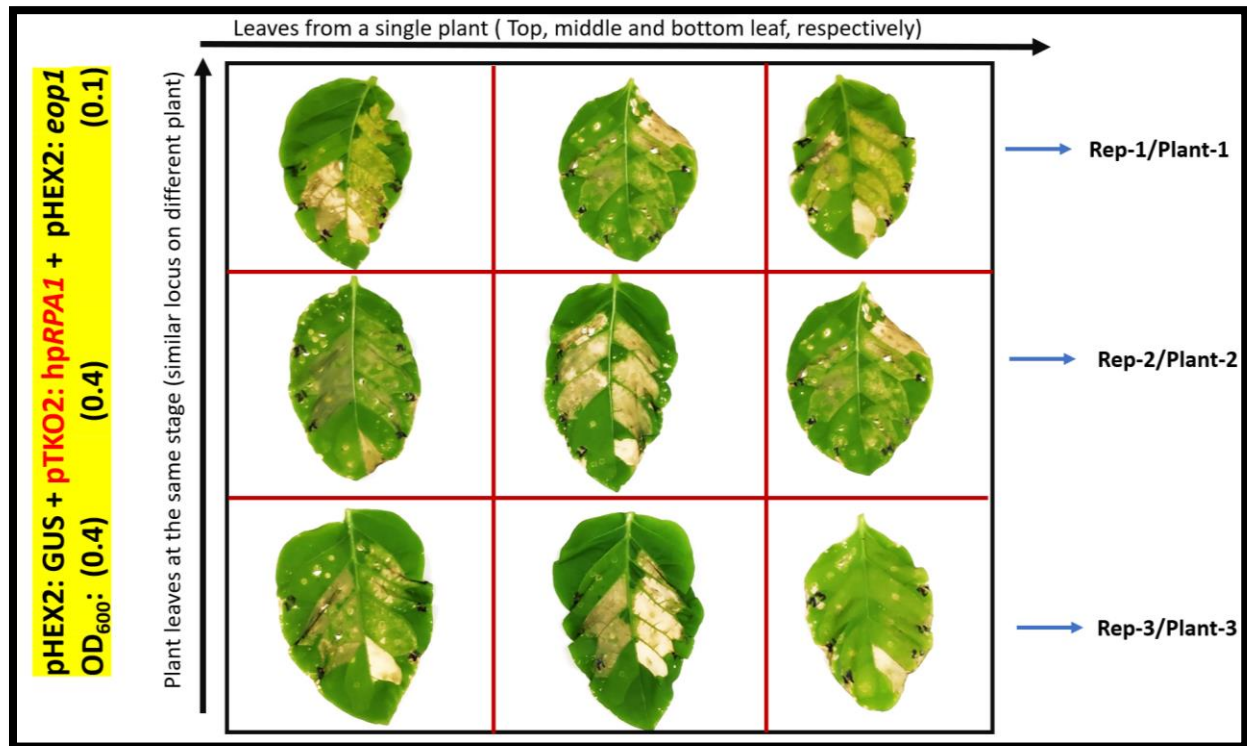 Leaves from a single plant ( Top, middle and bottom leaf, respectively)
pHEX2: GUS + pTKO2: hpRPA1 + pHEX2: eop1
OD600: (0.4) (0.4) (0.1)
Plant leaves at the same stage (similar locus on different plant)
Rep-1/Plant-1
Rep-2/Plant-2
Rep-3/Plant-3